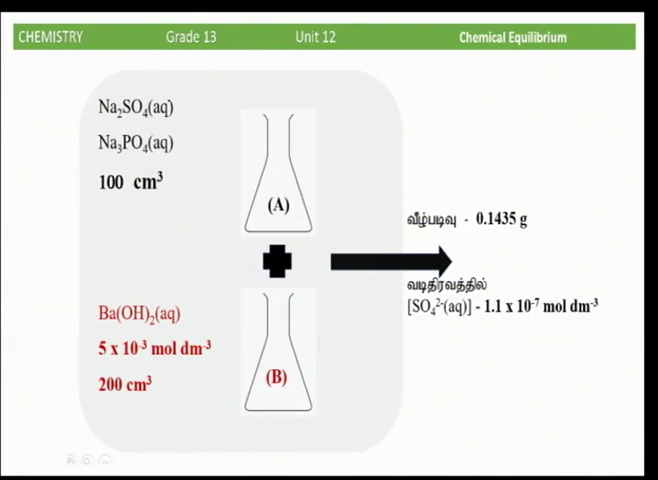 CHEMISTRY Grade 13 Unit 12 Chemical Equilibrium
Na₂SO₄(aq)
Na₃PO₄(aq)
100 cm³
(A)
வீழ்படிவு - 0.1435 g
வடிதிரவத்தில்
[SO₄²⁻(aq)] - 1.1 x 10⁻⁷ mol dm⁻³
Ba(OH)₂(aq)
5 x 10⁻³ mol dm⁻³
200 cm³
(B)